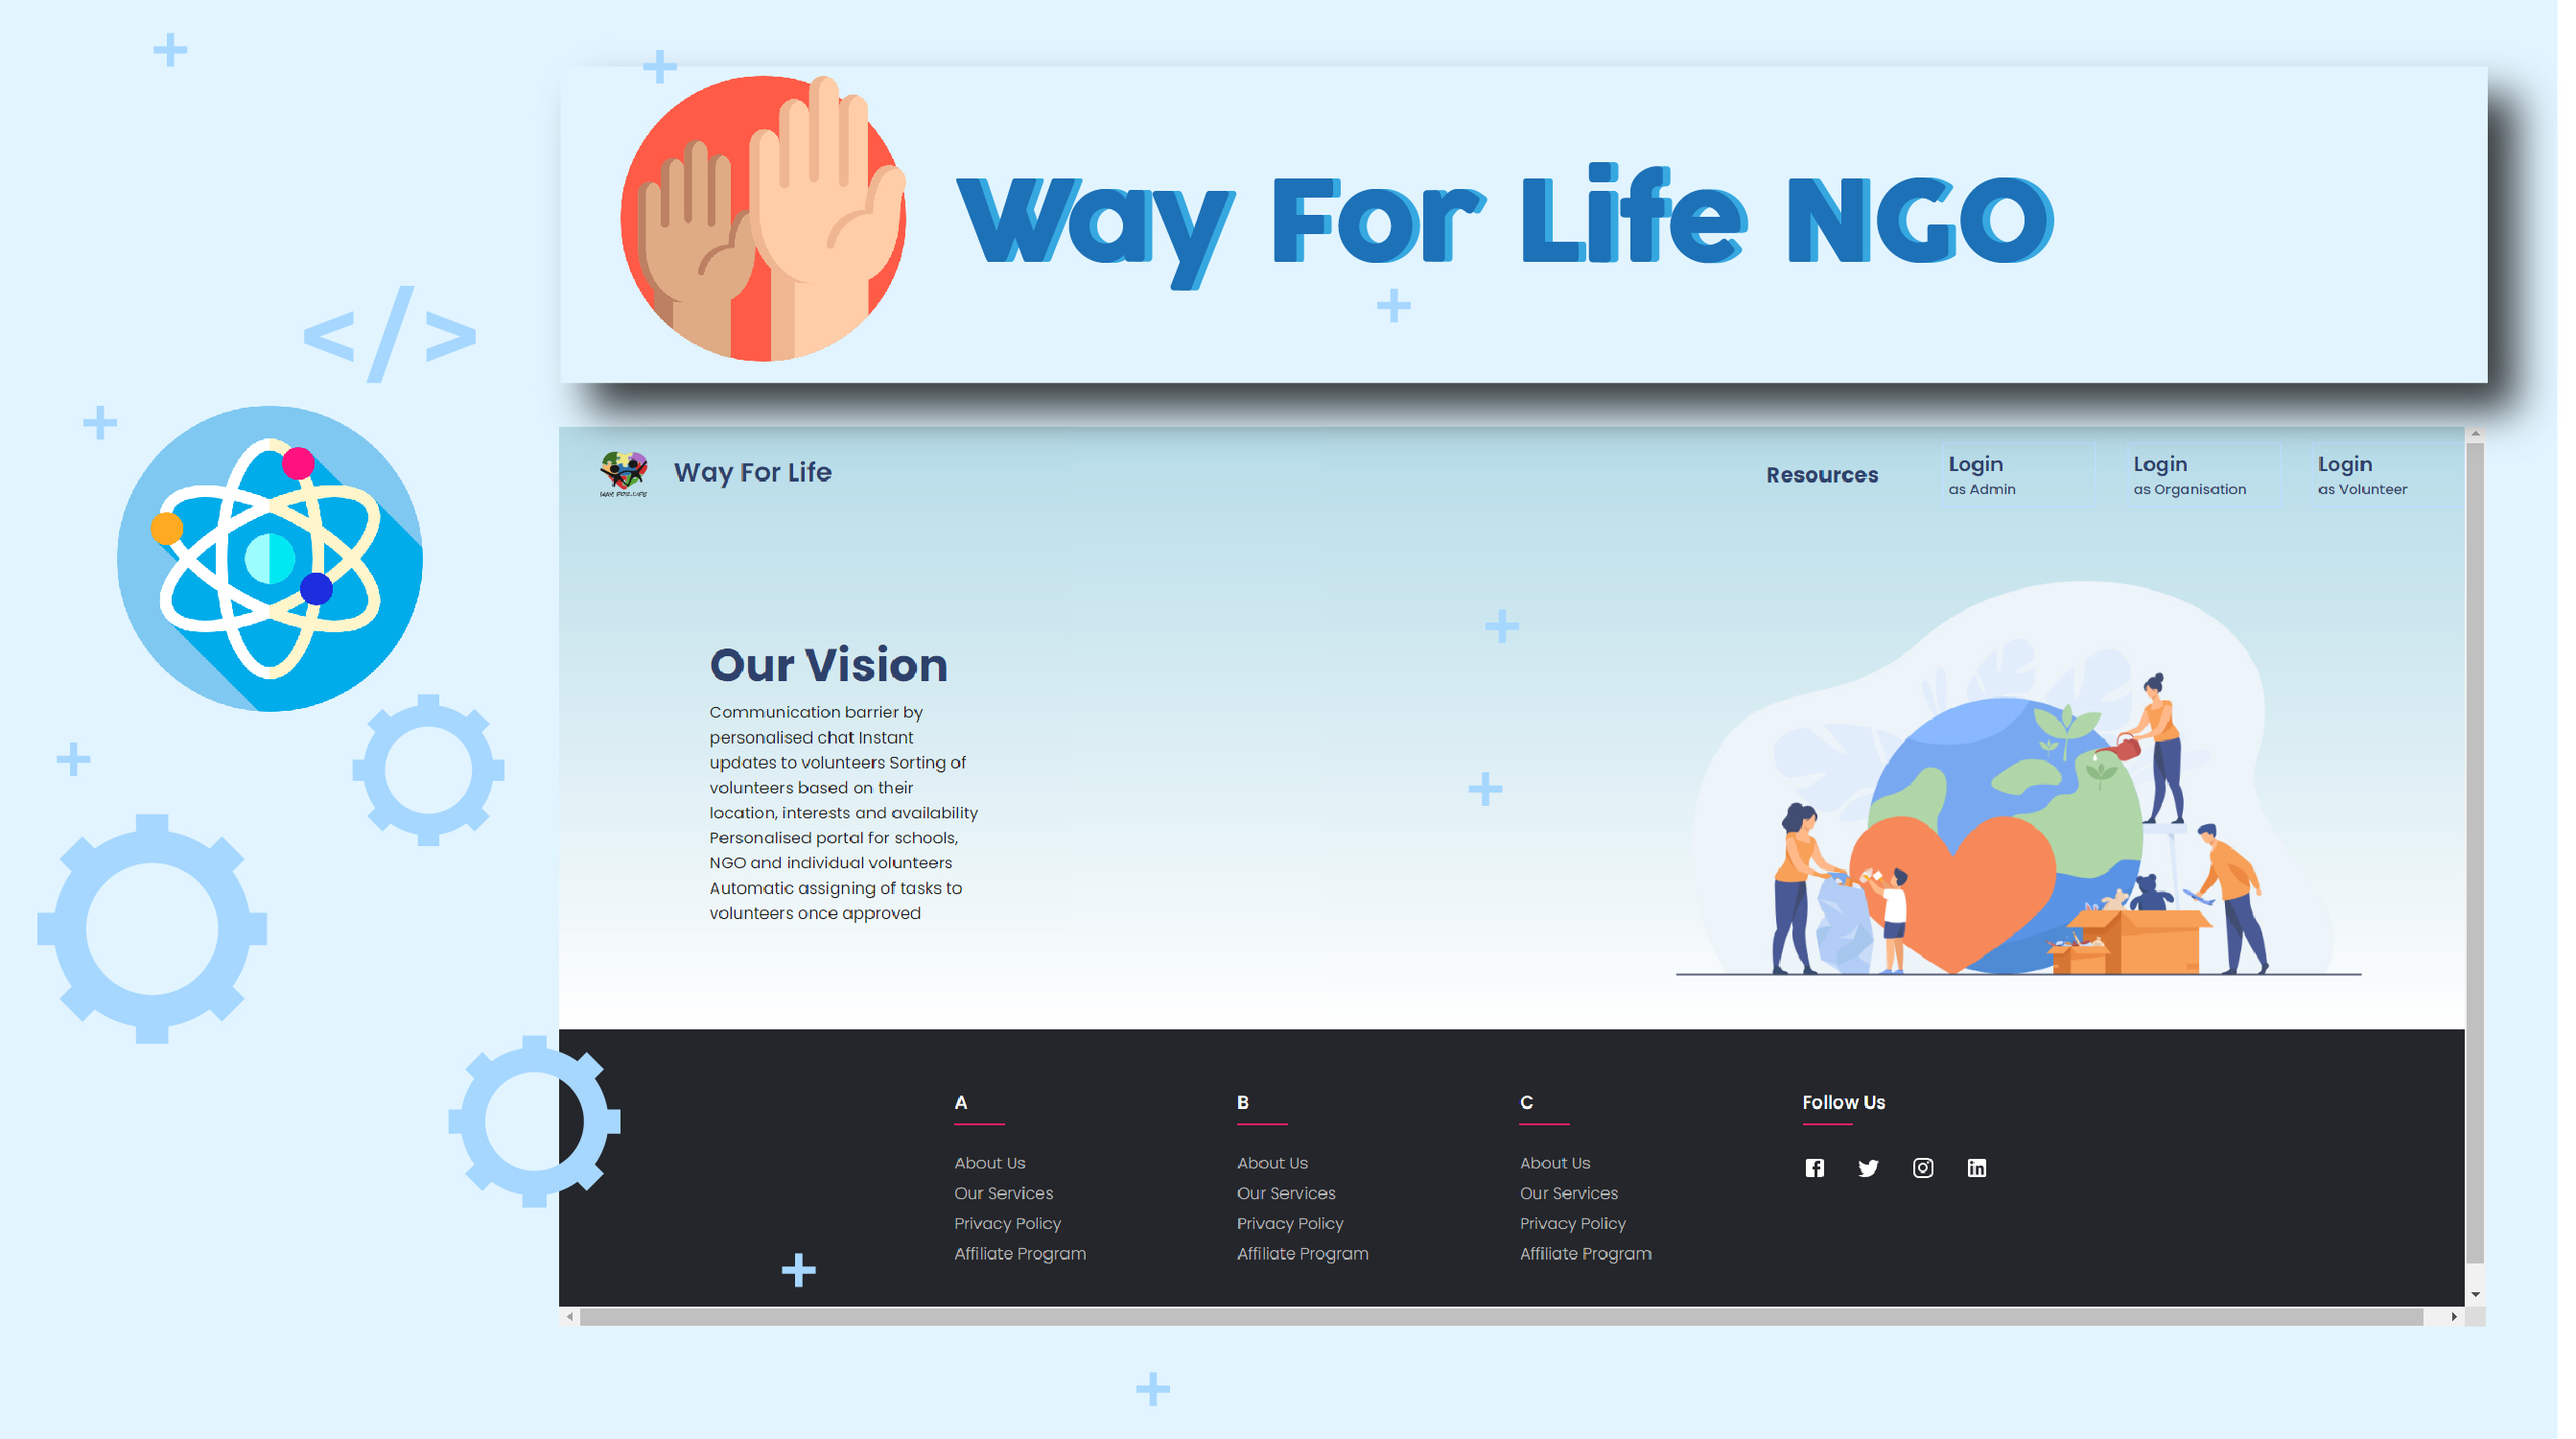 </>
Way For Life NGO
WAY FOR LIFE
Way For Life
Resources
Login
as Admin
Login
as Organisation
Login
as Volunteer
Our Vision
Communication barrier by
personalised chat Instant
updates to volunteers Sorting of
volunteers based on their
location, interests and availability
Personalised portal for schools,
NGO and individual volunteers
Automatic assigning of tasks to
volunteers once approved
A
About Us
Our Services
Privacy Policy
Affiliate Program
B
About Us
Our Services
Privacy Policy
Affiliate Program
C
About Us
Our Services
Privacy Policy
Affiliate Program
Follow Us